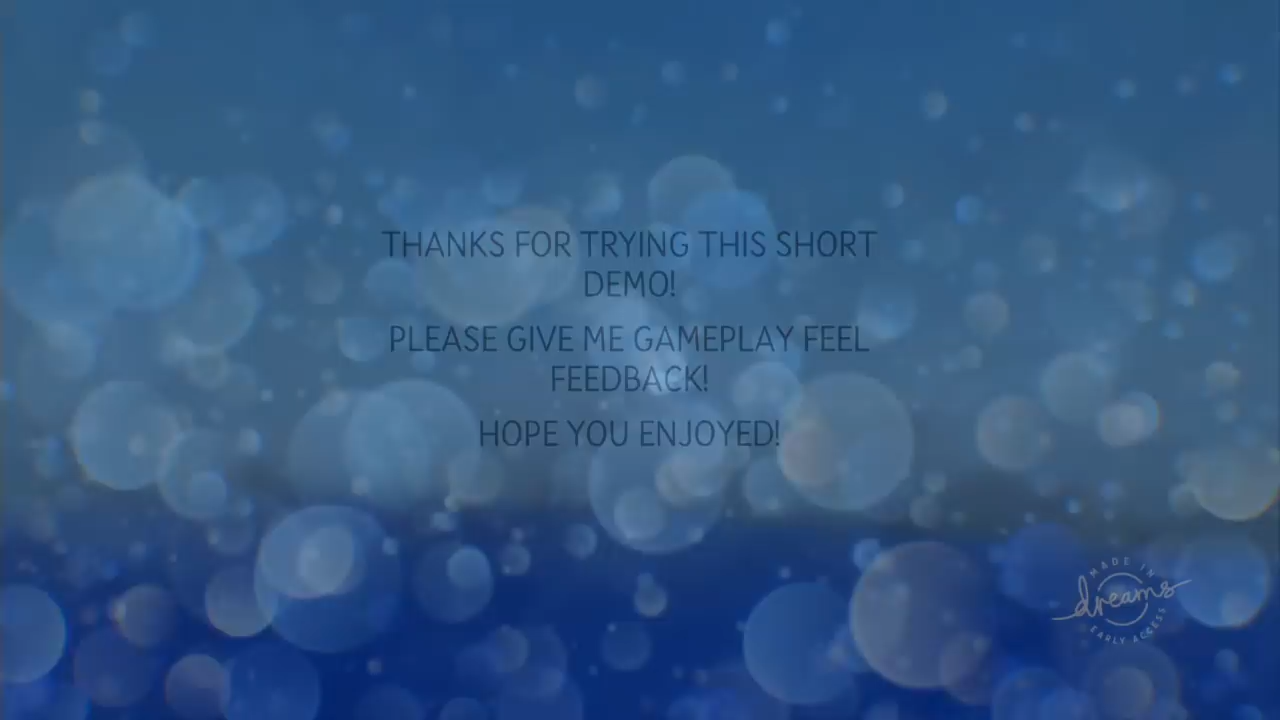 THANKS FOR TRYING THIS SHORT
DEMO!
PLEASE GIVE ME GAMEPLAY FEEL
FEEDBACK!
HOPE YOU ENJOYED!
MADE IN
dreams
EARLY ACCESS